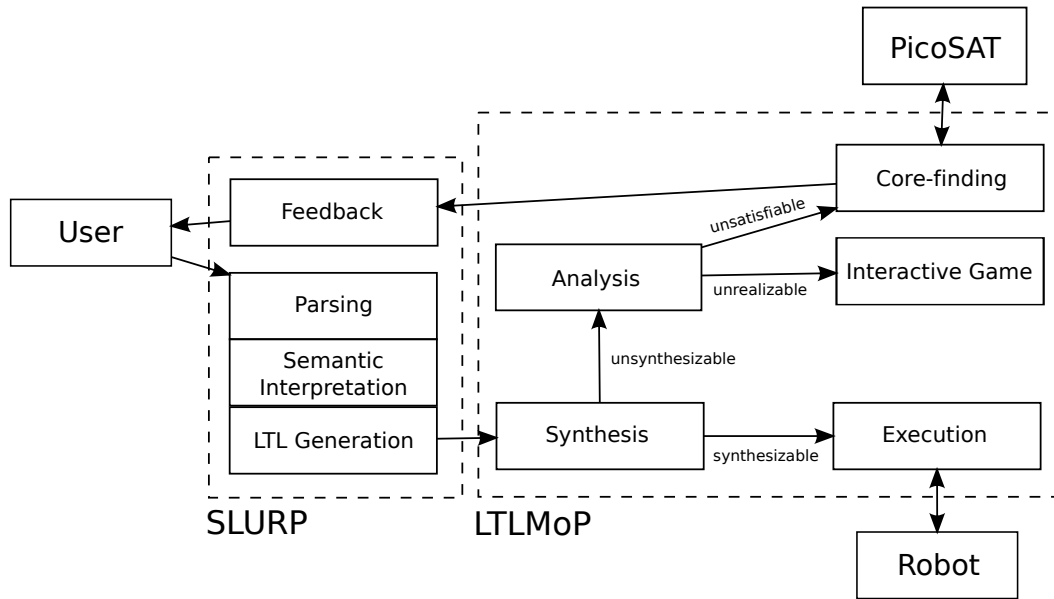 PicoSAT
Core-finding
Feedback
User
unsatisfiable
Analysis
Interactive Game
unrealizable
Parsing
Semantic
Interpretation
unsynthesizable
LTL Generation
Synthesis
synthesizable
Execution
SLURP
LTLMoP
Robot